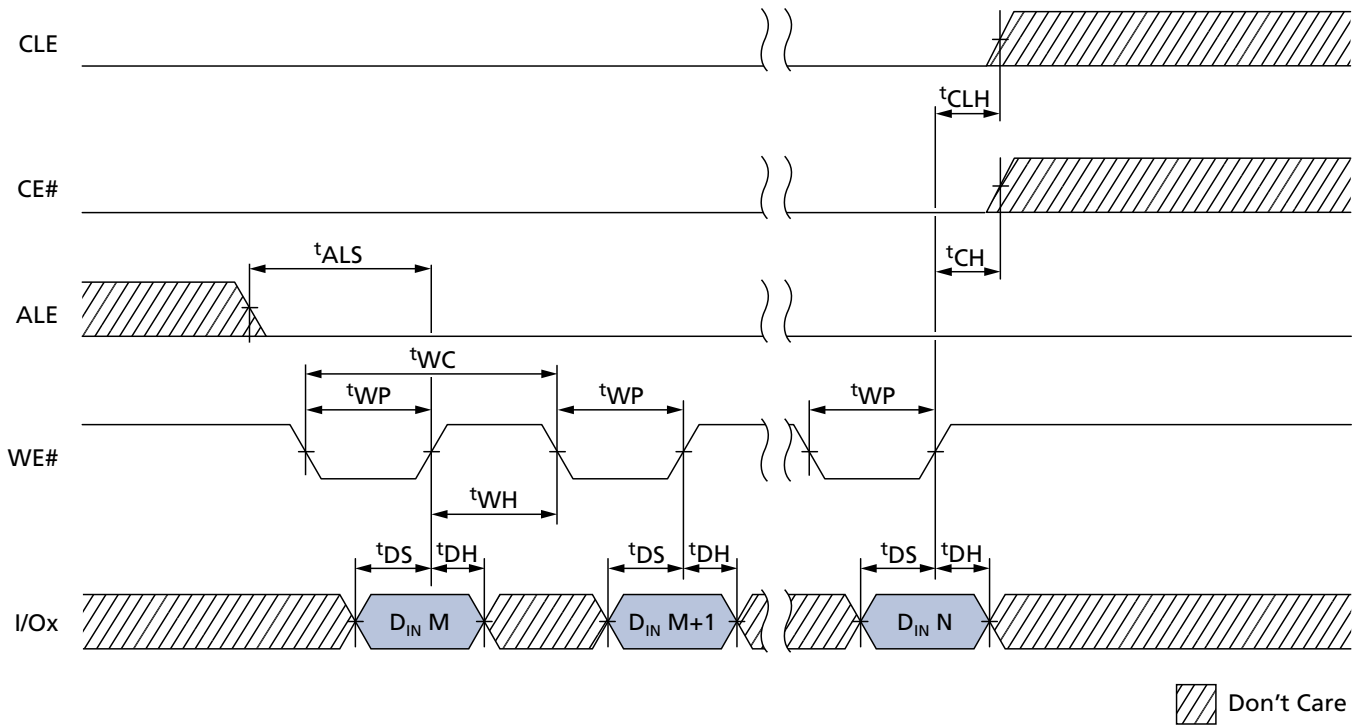 CLE
tCLH
CE#
tCH
tALS
ALE
tWC
tWP
tWP
tWP
WE#
tWH
tDS
tDH
tDS
tDH
tDS
tDH
I/Ox
DIN M
DIN M+1
DIN N
Don't Care